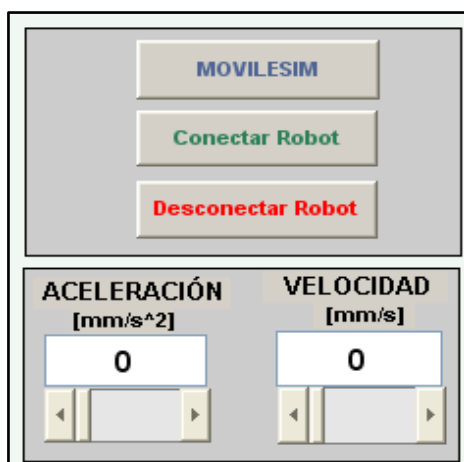 MOVILESIM
Conectar Robot
Desconectar Robot
ACELERACIÓN
[mm/s^2]
0
VELOCIDAD
[mm/s]
0